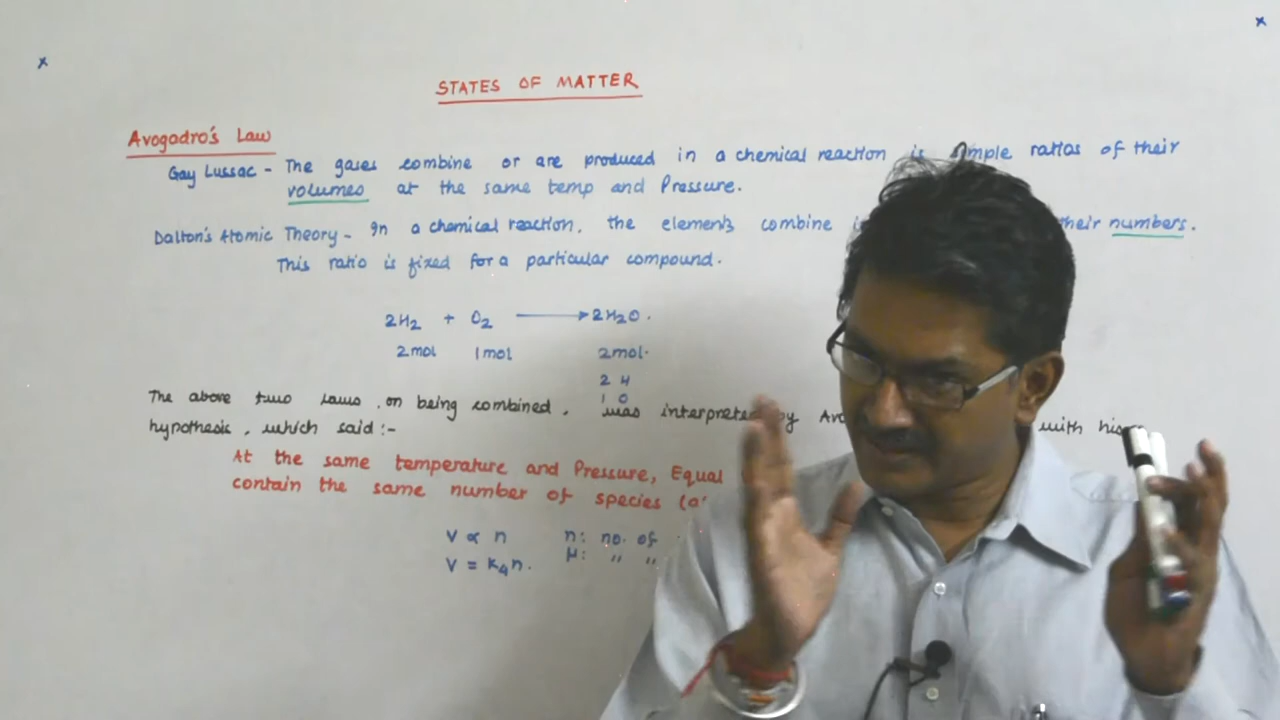 STATES OF MATTER
Avogadro's Law
Gay Lussac - The gases combine or are produced in a chemical reaction is simple ratios of their
volumes at the same temp and Pressure.
Dalton's Atomic Theory - In a chemical reaction, the elements combine their numbers.
This ratio is fixed for a particular compound.
2H2 + O2 → 2H2O.
2mol 1mol 2mol.
2 H
1 O
The above two laws, on being combined, was interpreted by with his
hypothesis, which said:-
At the same temperature and Pressure, Equal
contain the same number of species
V ∝ n n: no. of
V = K4n. μ: " "